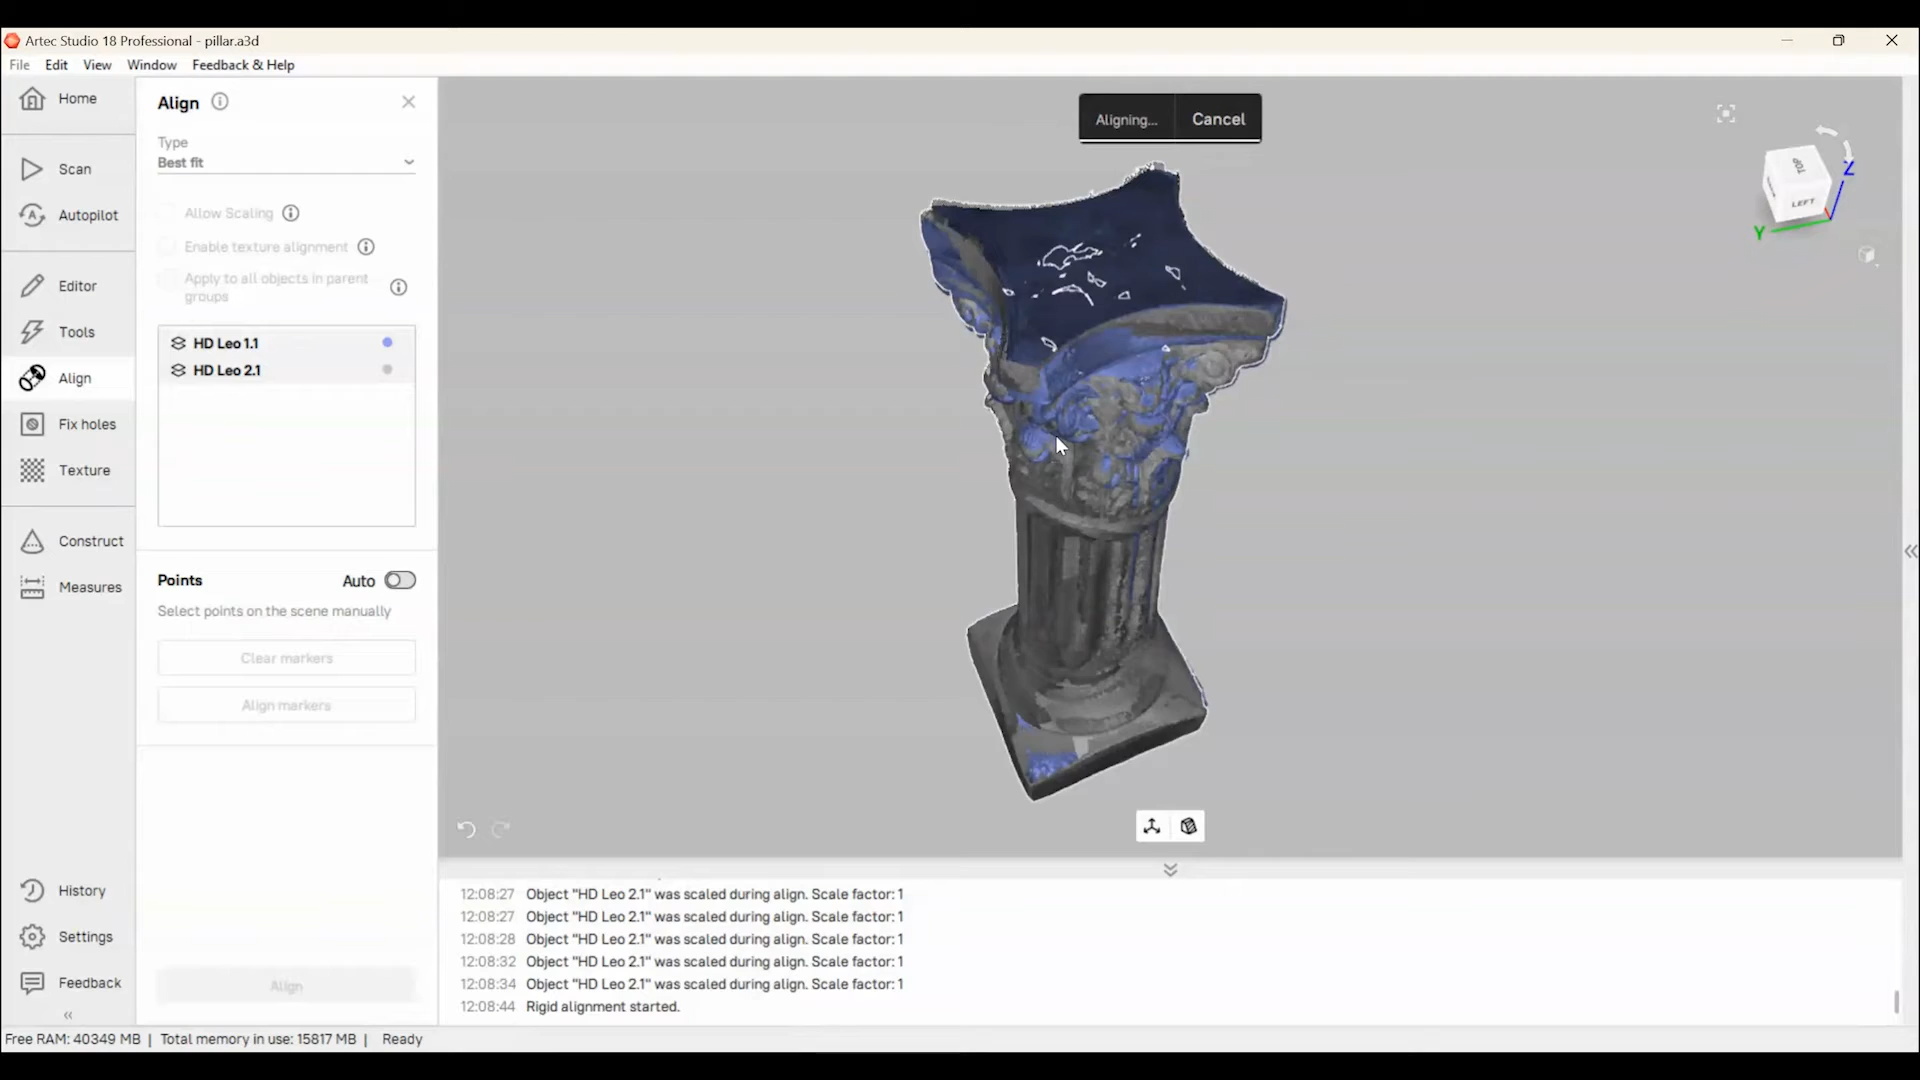 Artec Studio 18 Professional - pillar.a3d
File Edit View Window Feedback & Help
Home
Scan
Autopilot
Editor
Tools
Align
Fix holes
Texture
Construct
Measures
History
Settings
Feedback
Align
Type
Best fit
Allow Scaling
Enable texture alignment
Apply to all objects in parent
groups
HD Leo 1.1
HD Leo 2.1
Points Auto
Select points on the scene manually
Clear markers
Align markers
Align
Aligning... Cancel
TOP
LEFT
Z
Y
12:08:27 Object "HD Leo 2.1" was scaled during align. Scale factor: 1
12:08:27 Object "HD Leo 2.1" was scaled during align. Scale factor: 1
12:08:28 Object "HD Leo 2.1" was scaled during align. Scale factor: 1
12:08:32 Object "HD Leo 2.1" was scaled during align. Scale factor: 1
12:08:34 Object "HD Leo 2.1" was scaled during align. Scale factor: 1
12:08:44 Rigid alignment started.
Free RAM: 40349 MB | Total memory in use: 15817 MB | Ready